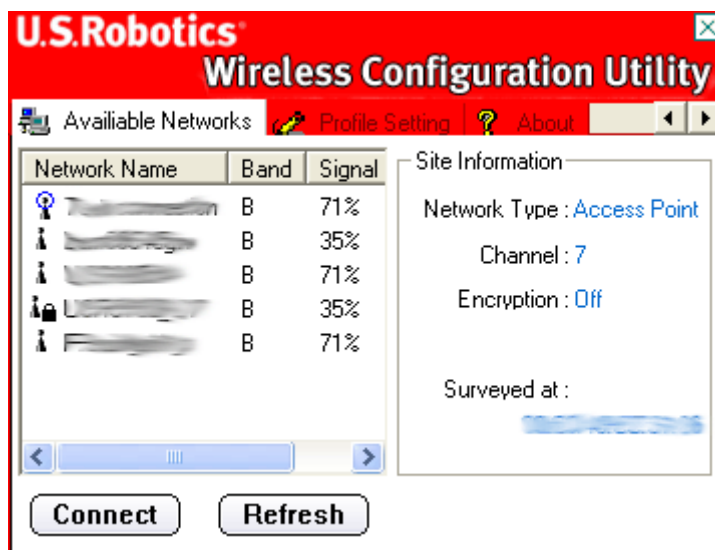 U.S.Robotics
Wireless Configuration Utility
Availiable Networks Profile Setting ? About
Network Name Band Signal
B 71%
B 35%
B 71%
B 35%
B 71%
Site Information
Network Type : Access Point
Channel : 7
Encryption : Off
Surveyed at :
Connect Refresh